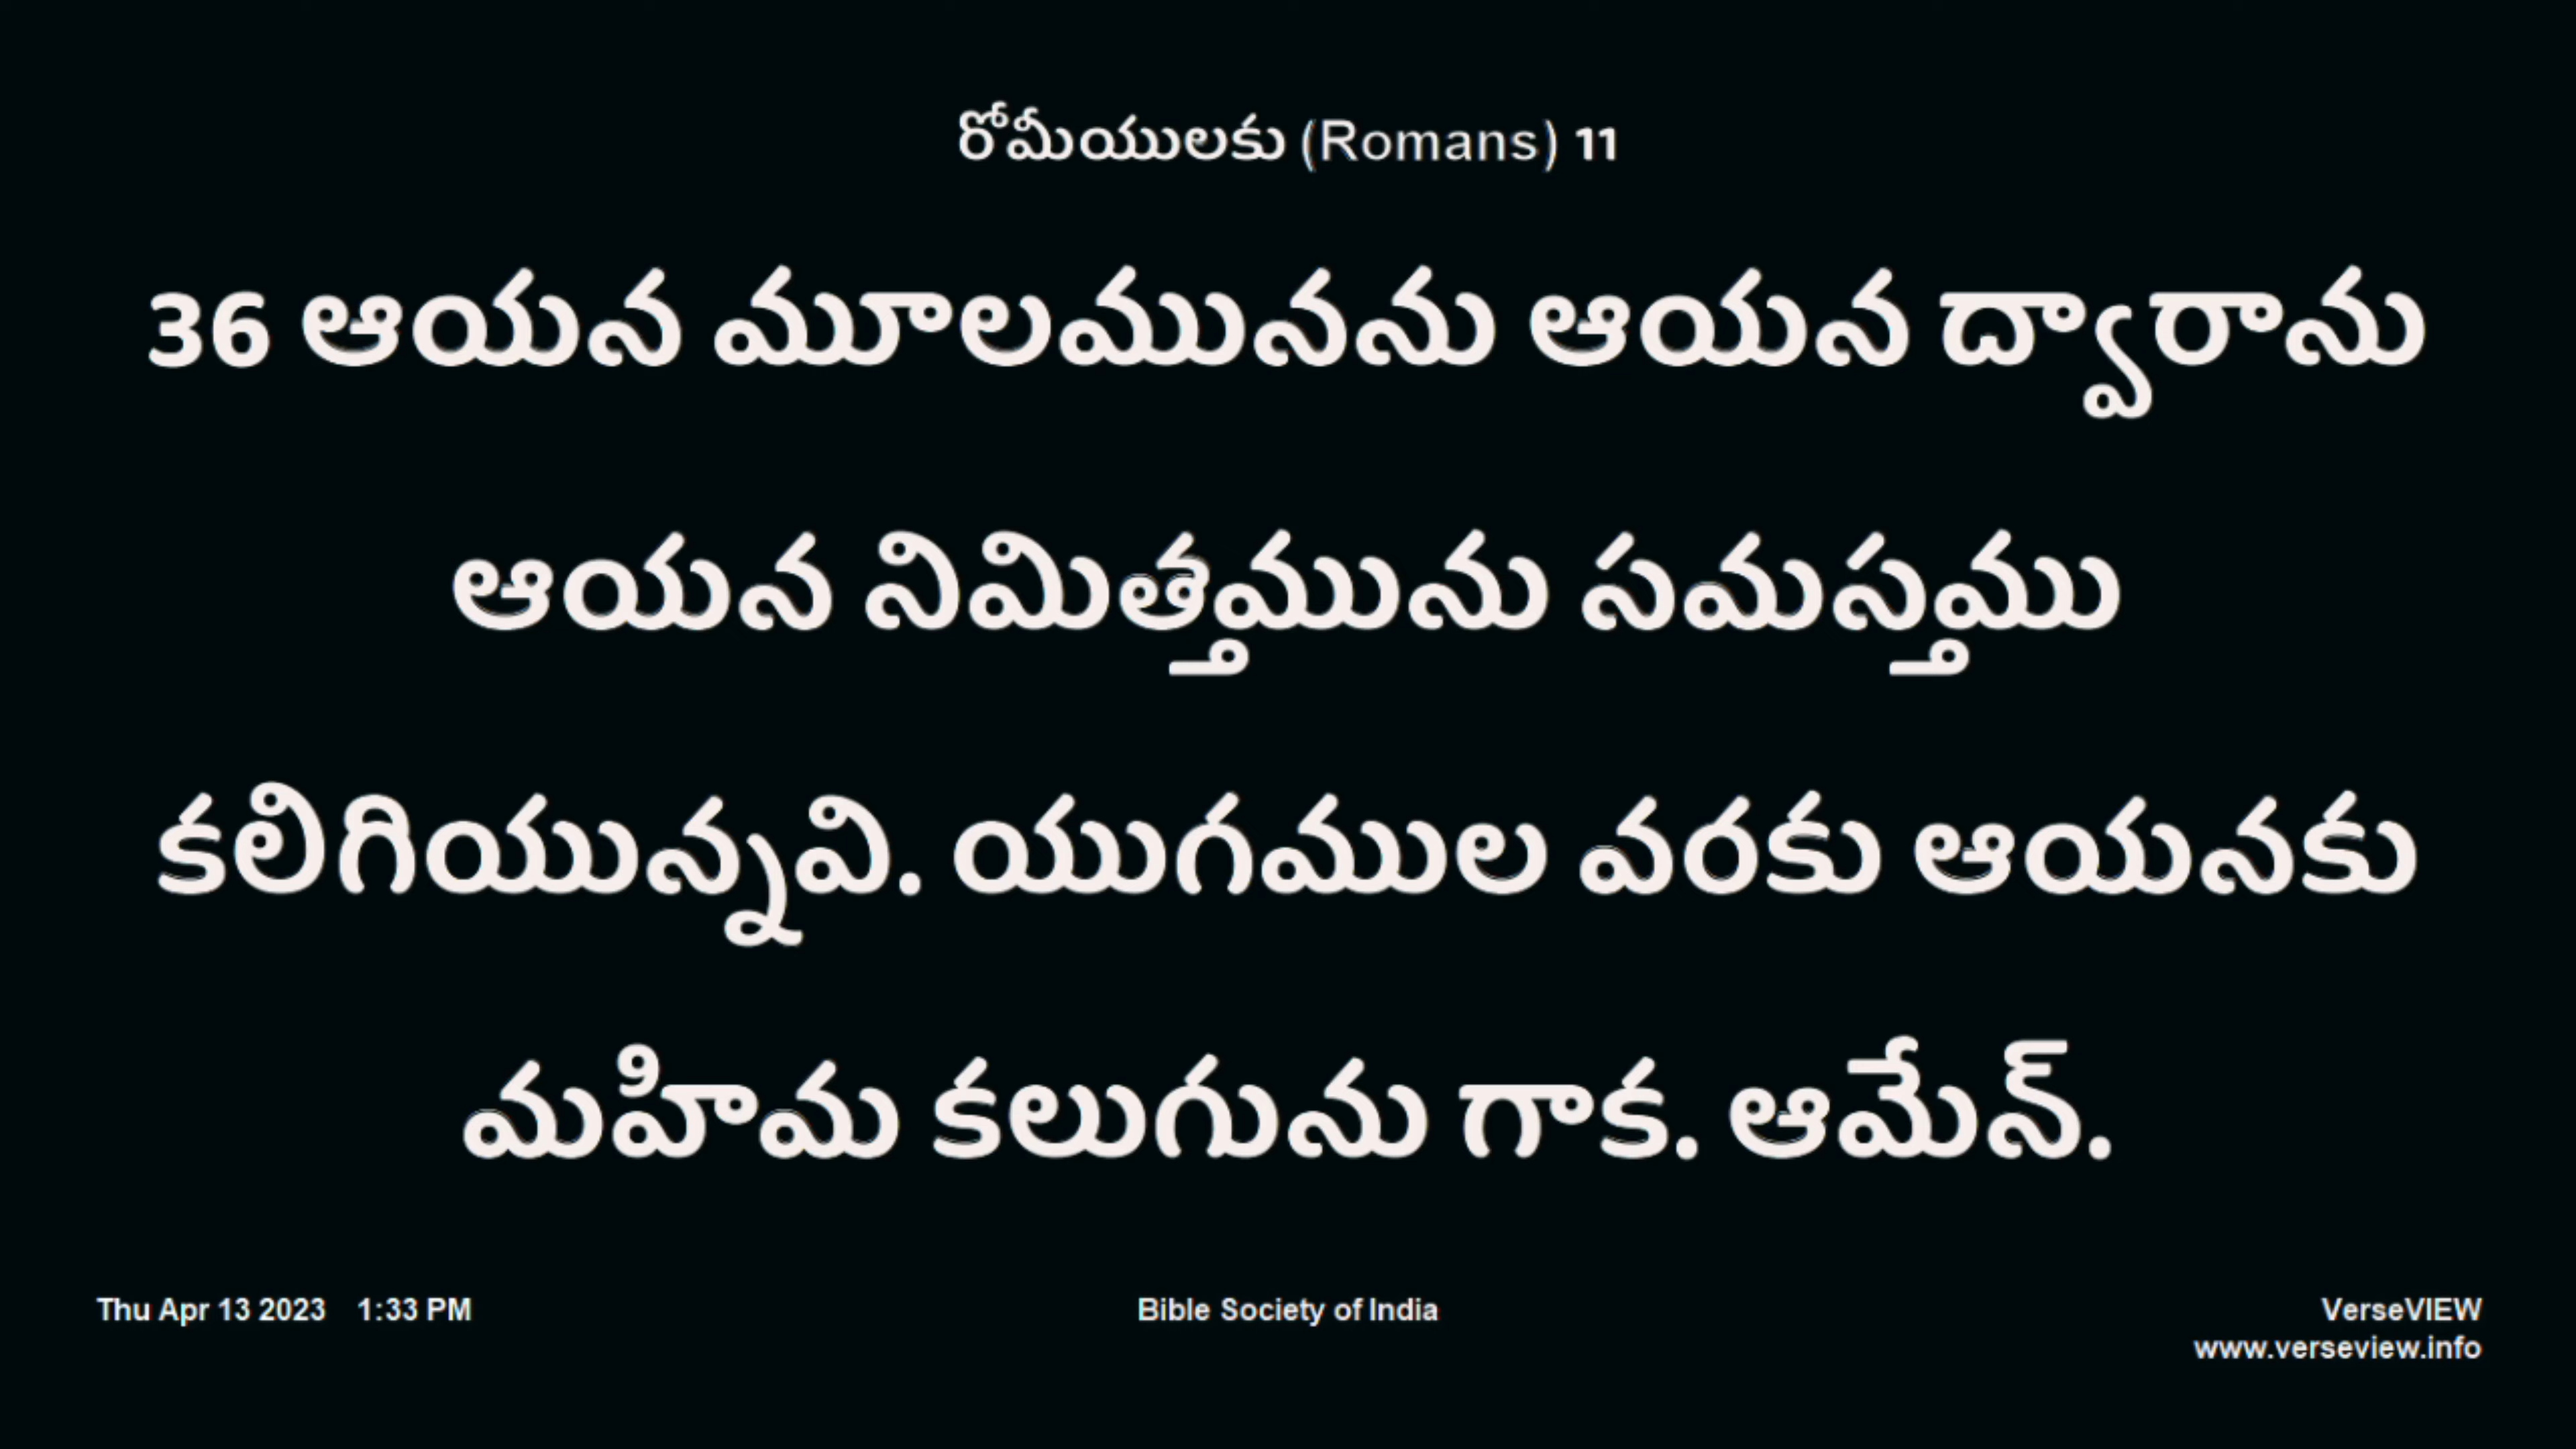 రోమీయులకు (Romans) 11
36 ఆయన మూలమునను ఆయన ద్వారాను
ఆయన నిమిత్తమును సమస్తము
కలిగియున్నవి. యుగముల వరకు ఆయనకు
మహిమ కలుగును గాక. ఆమేన్.
Thu Apr 13 2023 1:33 PM
Bible Society of India
VerseVIEW
www.verseview.info